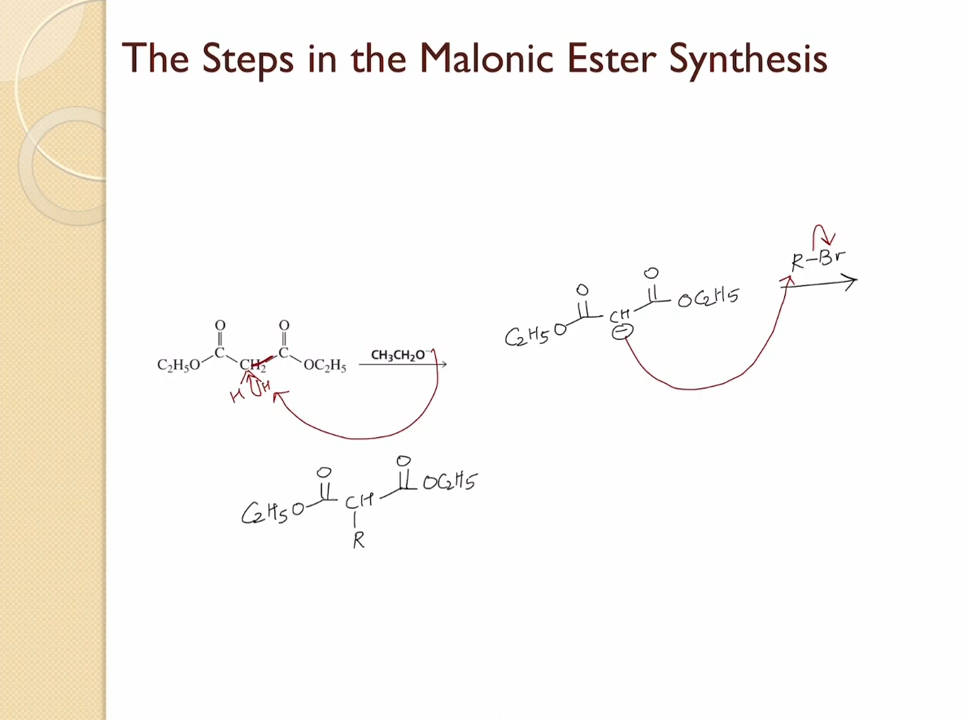 The Steps in the Malonic Ester Synthesis
R-Br
O O
C2H5O CH OC2H5
⊖
O O
C C
C2H5O CH2 OC2H5
CH3CH2O⁻
H H
O O
C2H5O CH OC2H5
R